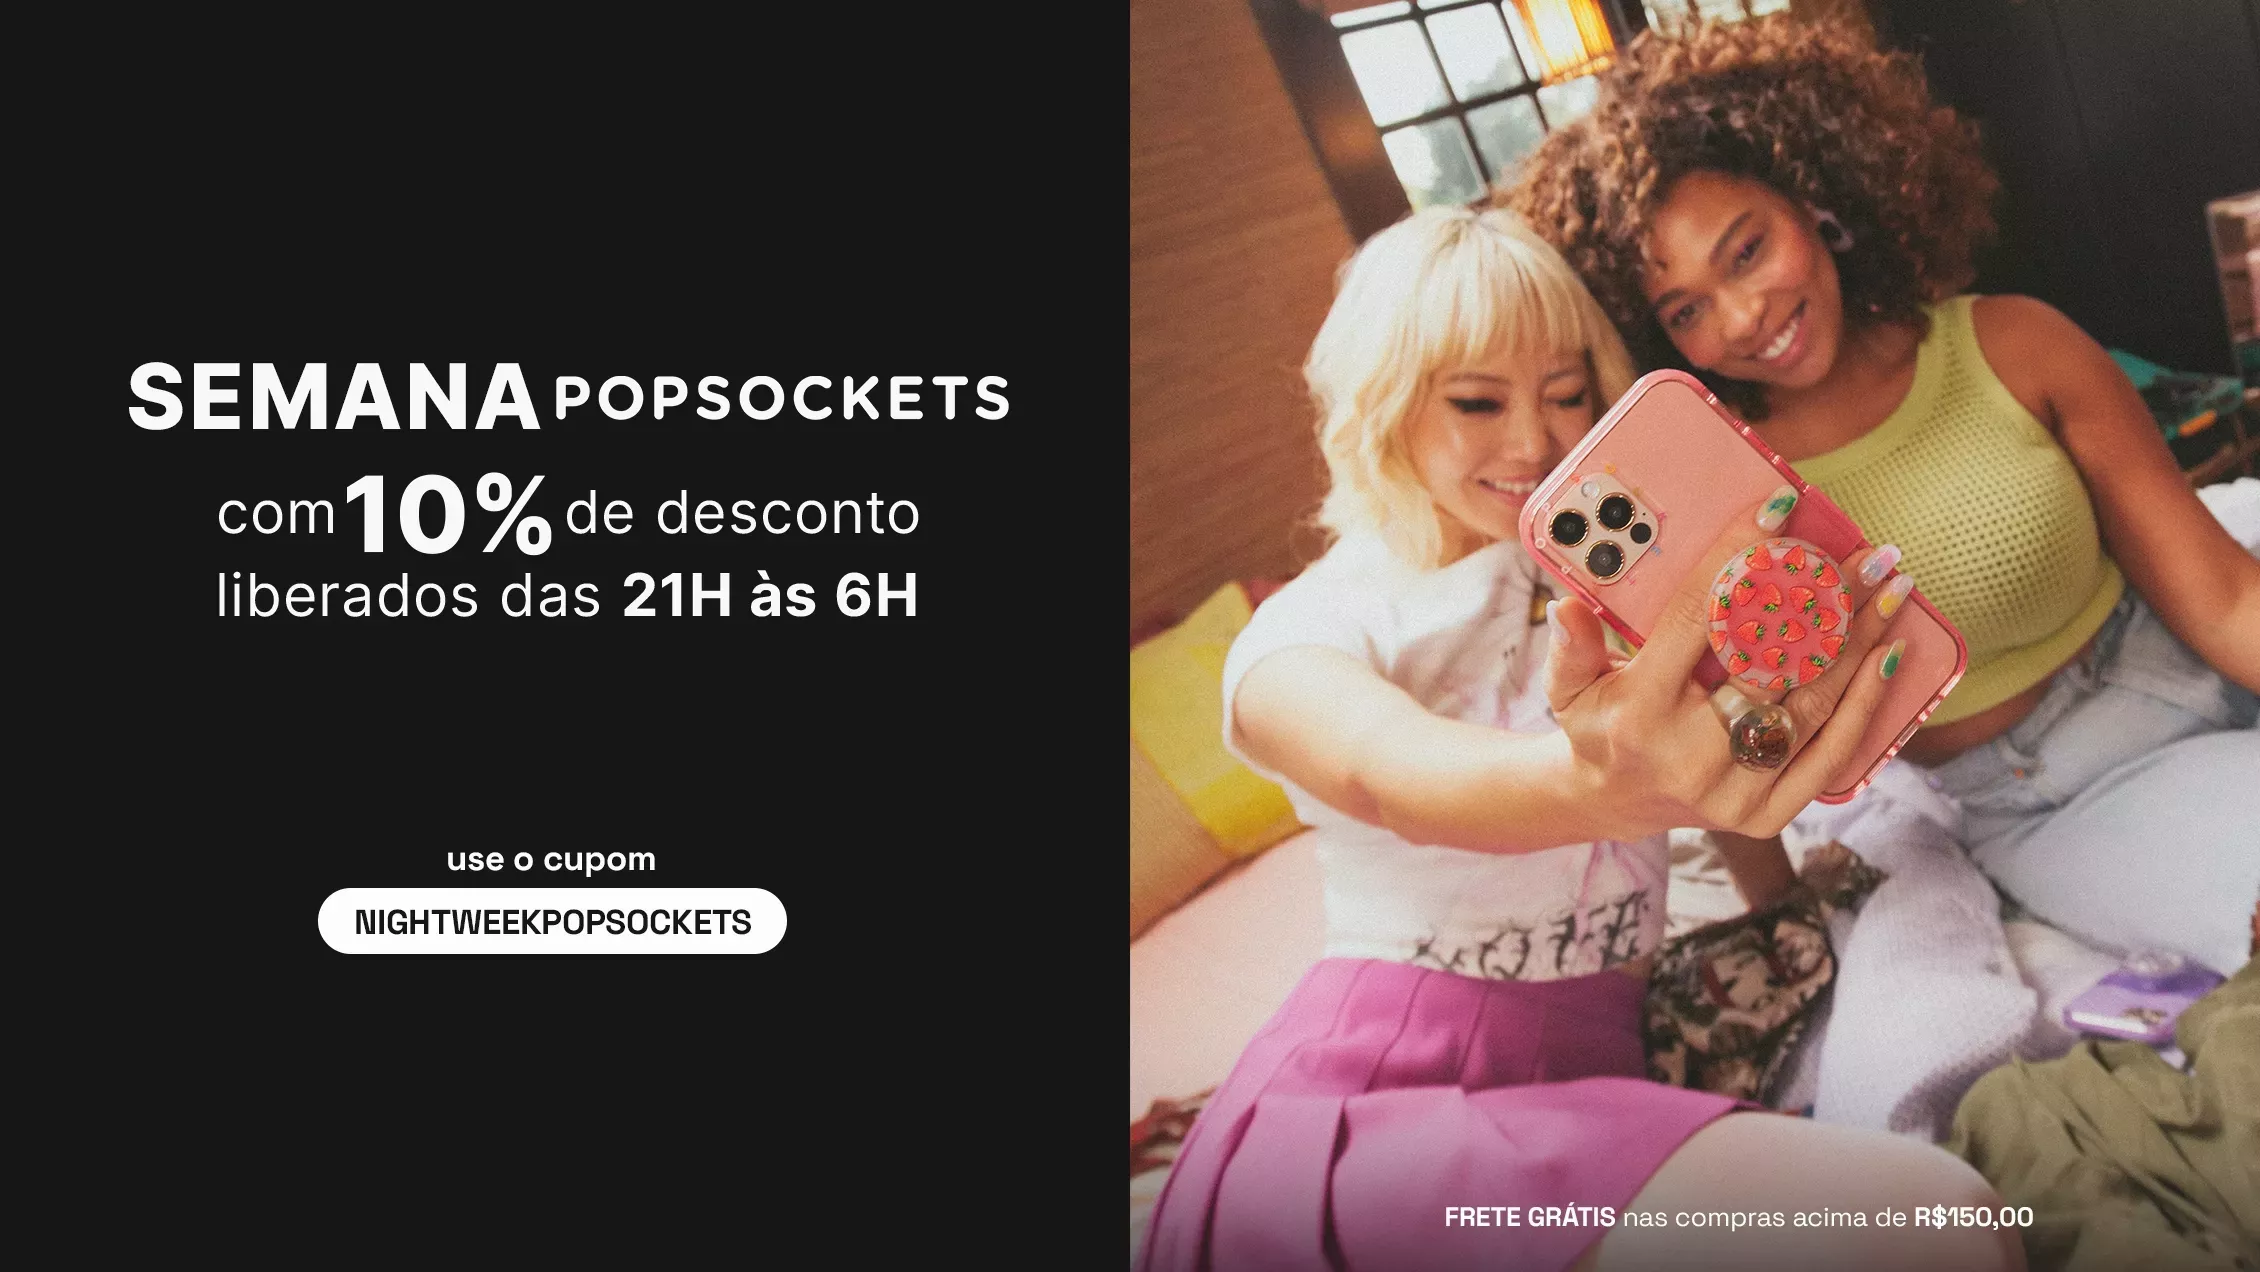 SEMANA POPSOCKETS
com 10% de desconto
liberados das 21H às 6H
use o cupom
NIGHTWEEKPOPSOCKETS
FRETE GRÁTIS nas compras acima de R$150,00